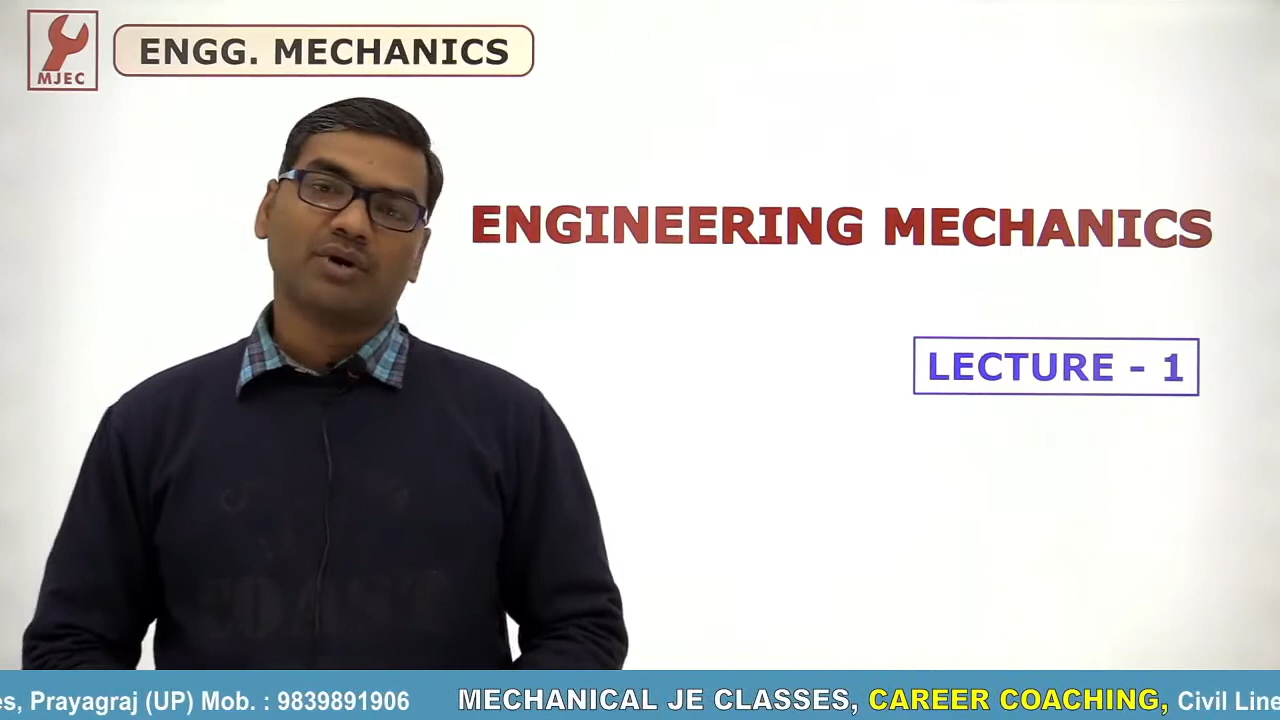 MJEC
ENGG. MECHANICS
ENGINEERING MECHANICS
LECTURE - 1
es, Prayagraj (UP) Mob. : 9839891906 MECHANICAL JE CLASSES, CAREER COACHING, Civil Line